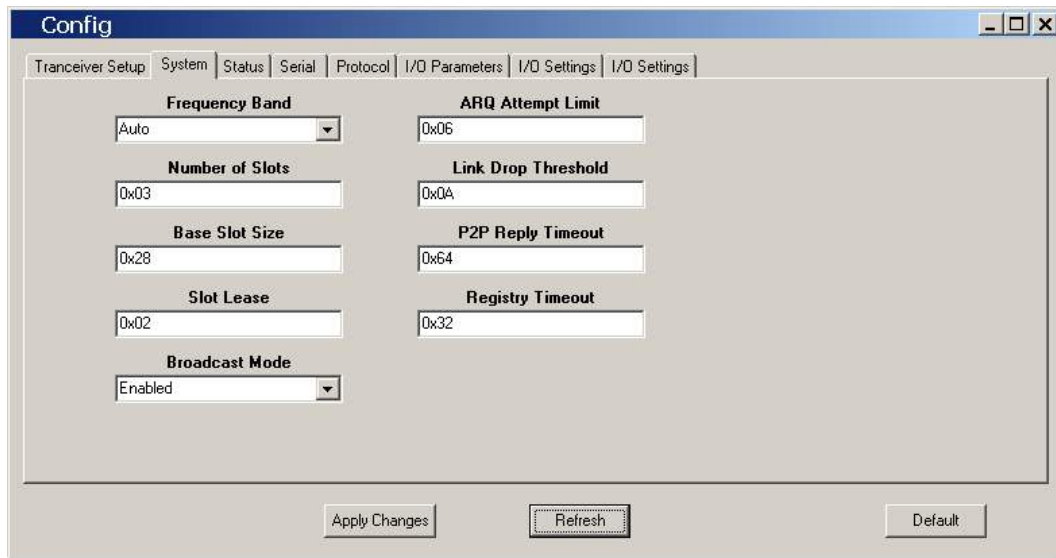 Config
Tranceiver Setup System Status Serial Protocol I/O Parameters I/O Settings I/O Settings
Frequency Band
Auto
Number of Slots
0x03
Base Slot Size
0x28
Slot Lease
0x02
Broadcast Mode
Enabled
ARQ Attempt Limit
0x06
Link Drop Threshold
0x0A
P2P Reply Timeout
0x64
Registry Timeout
0x32
Apply Changes Refresh Default